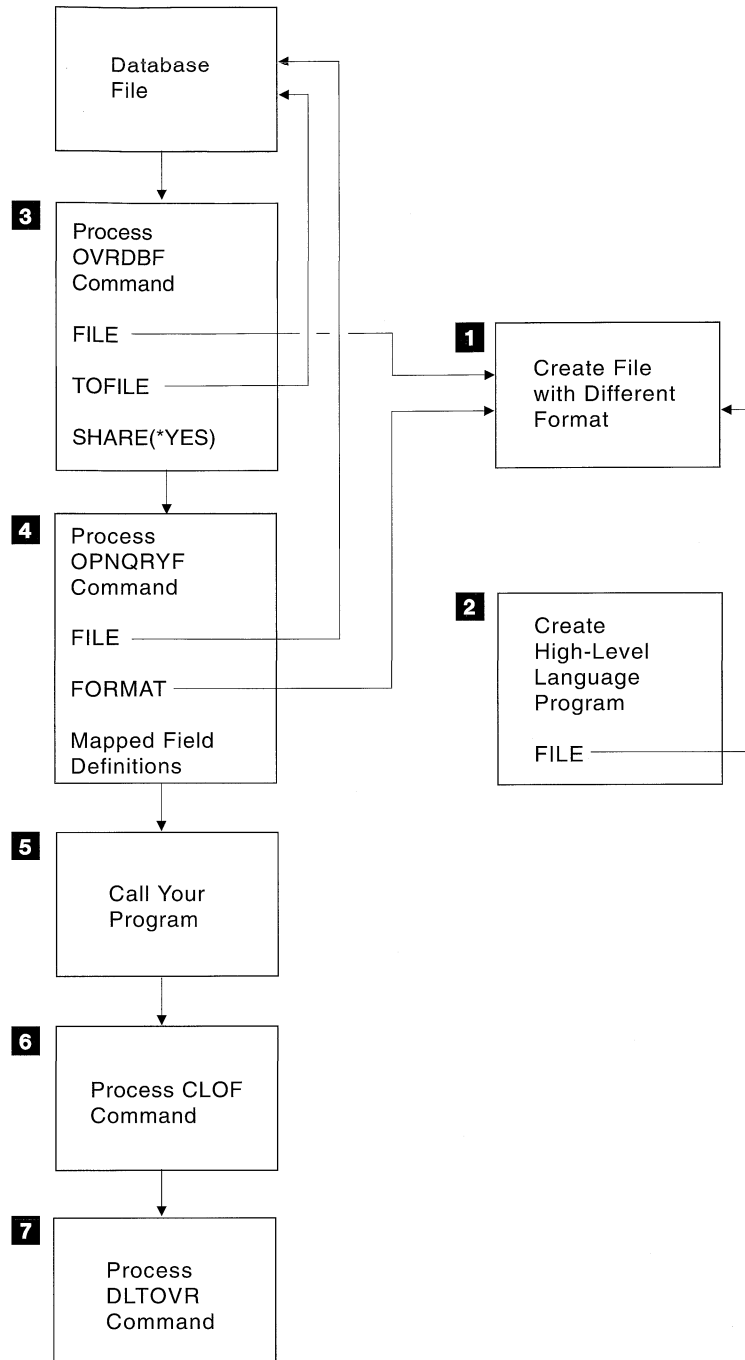 Database
File
3
Process
OVRDBF
Command
FILE
TOFILE
SHARE(*YES)
1
Create File
with Different
Format
4
Process
OPNQRYF
Command
FILE
FORMAT
Mapped Field
Definitions
2
Create
High-Level
Language
Program
FILE
5
Call Your
Program
6
Process CLOF
Command
7
Process
DLTOVR
Command